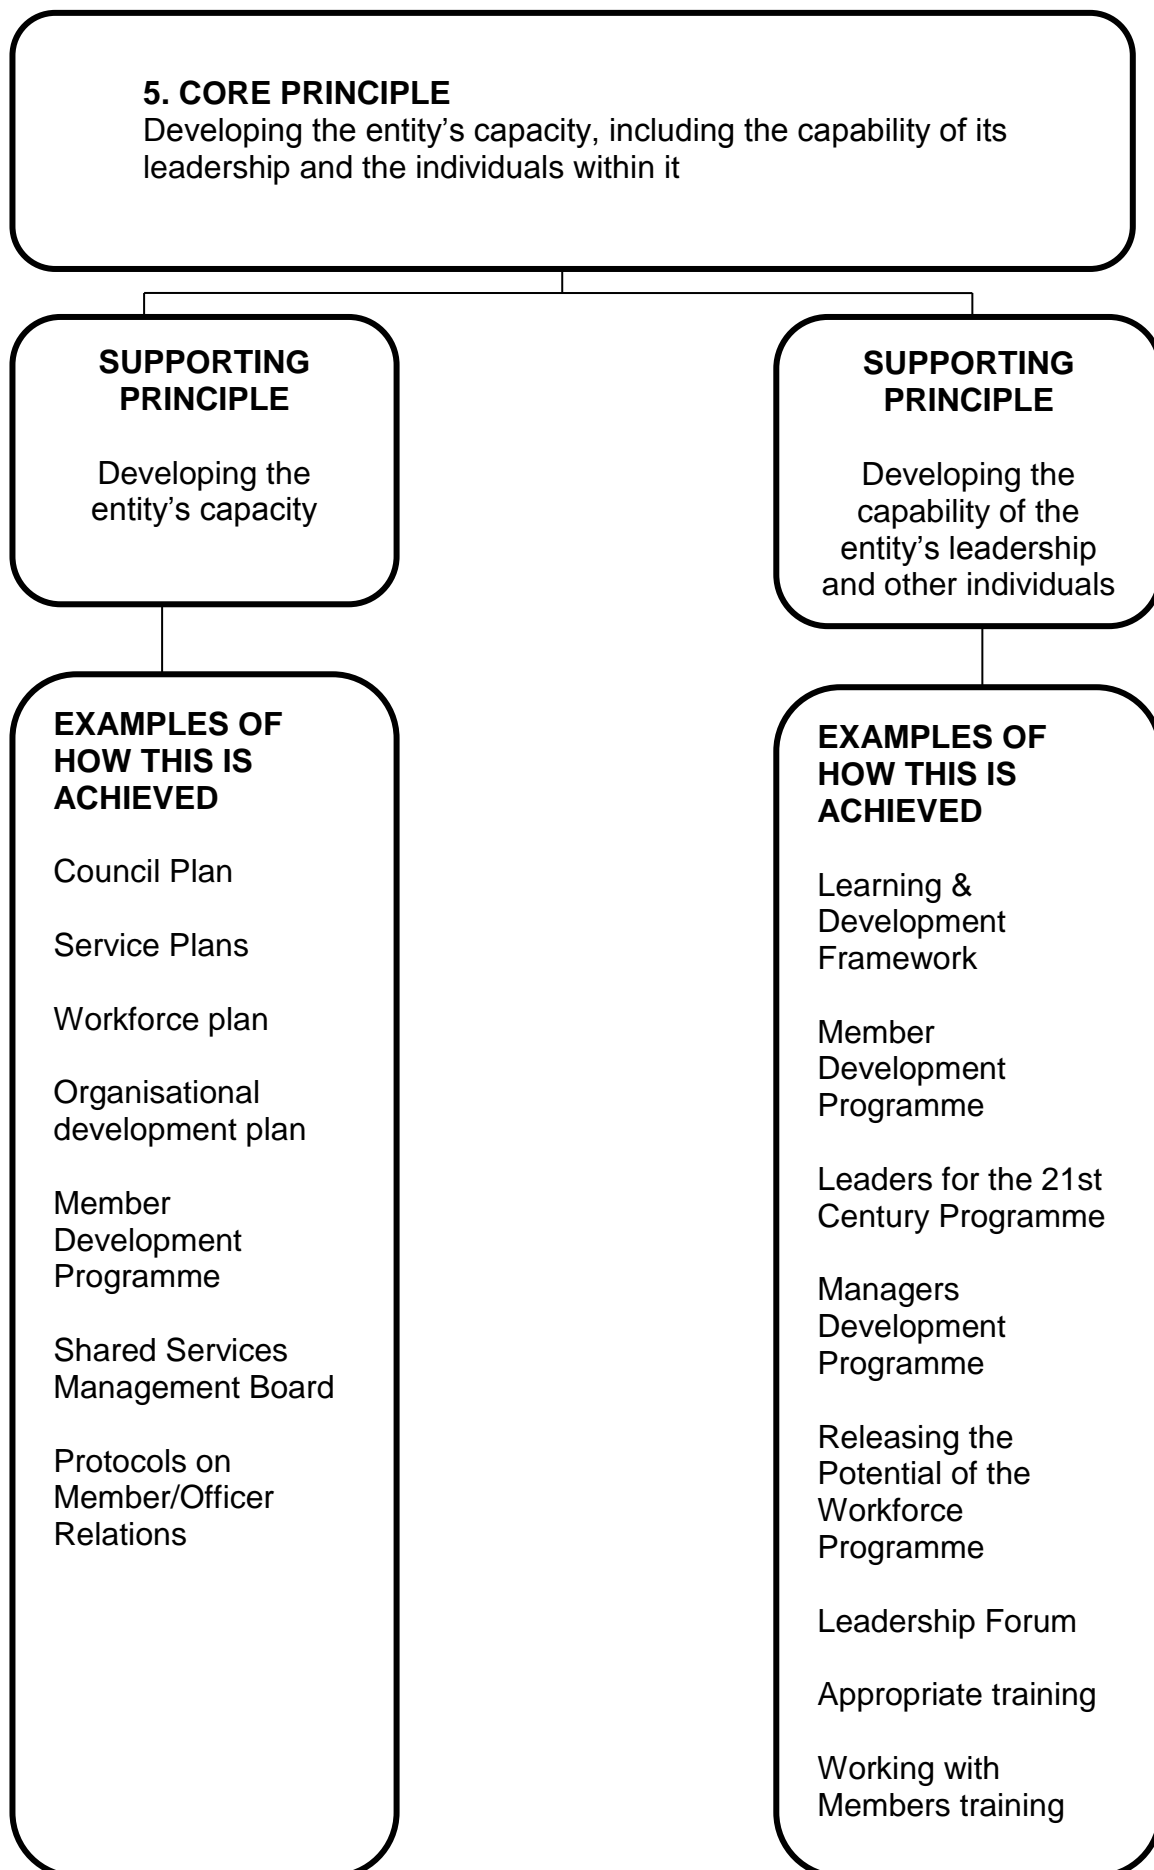 5. CORE PRINCIPLE
Developing the entity’s capacity, including the capability of its
leadership and the individuals within it
SUPPORTING
PRINCIPLE
Developing the
entity’s capacity
SUPPORTING
PRINCIPLE
Developing the
capability of the
entity’s leadership
and other individuals
EXAMPLES OF
HOW THIS IS
ACHIEVED
Council Plan
Service Plans
Workforce plan
Organisational
development plan
Member
Development
Programme
Shared Services
Management Board
Protocols on
Member/Officer
Relations
EXAMPLES OF
HOW THIS IS
ACHIEVED
Learning &
Development
Framework
Member
Development
Programme
Leaders for the 21st
Century Programme
Managers
Development
Programme
Releasing the
Potential of the
Workforce
Programme
Leadership Forum
Appropriate training
Working with
Members training